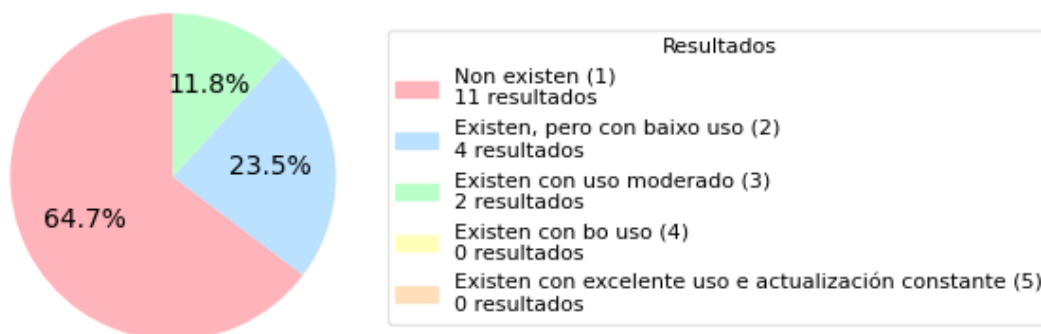 11.8%
23.5%
64.7%
Resultados
Non existen (1)
11 resultados
Existen, pero con baixo uso (2)
4 resultados
Existen con uso moderado (3)
2 resultados
Existen con bo uso (4)
0 resultados
Existen con excelente uso e actualización constante (5)
0 resultados